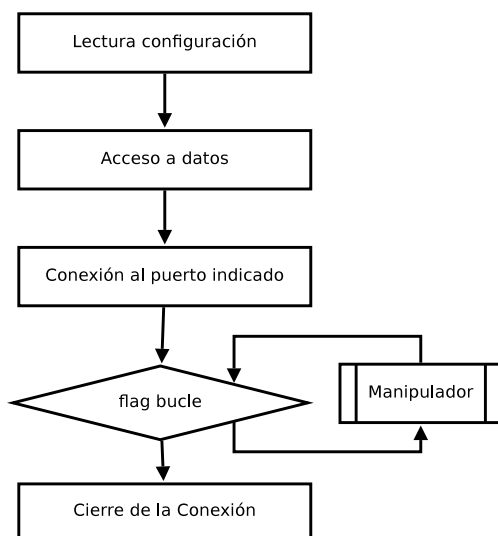 Lectura configuración
Acceso a datos
Conexión al puerto indicado
flag bucle
Manipulador
Cierre de la Conexión